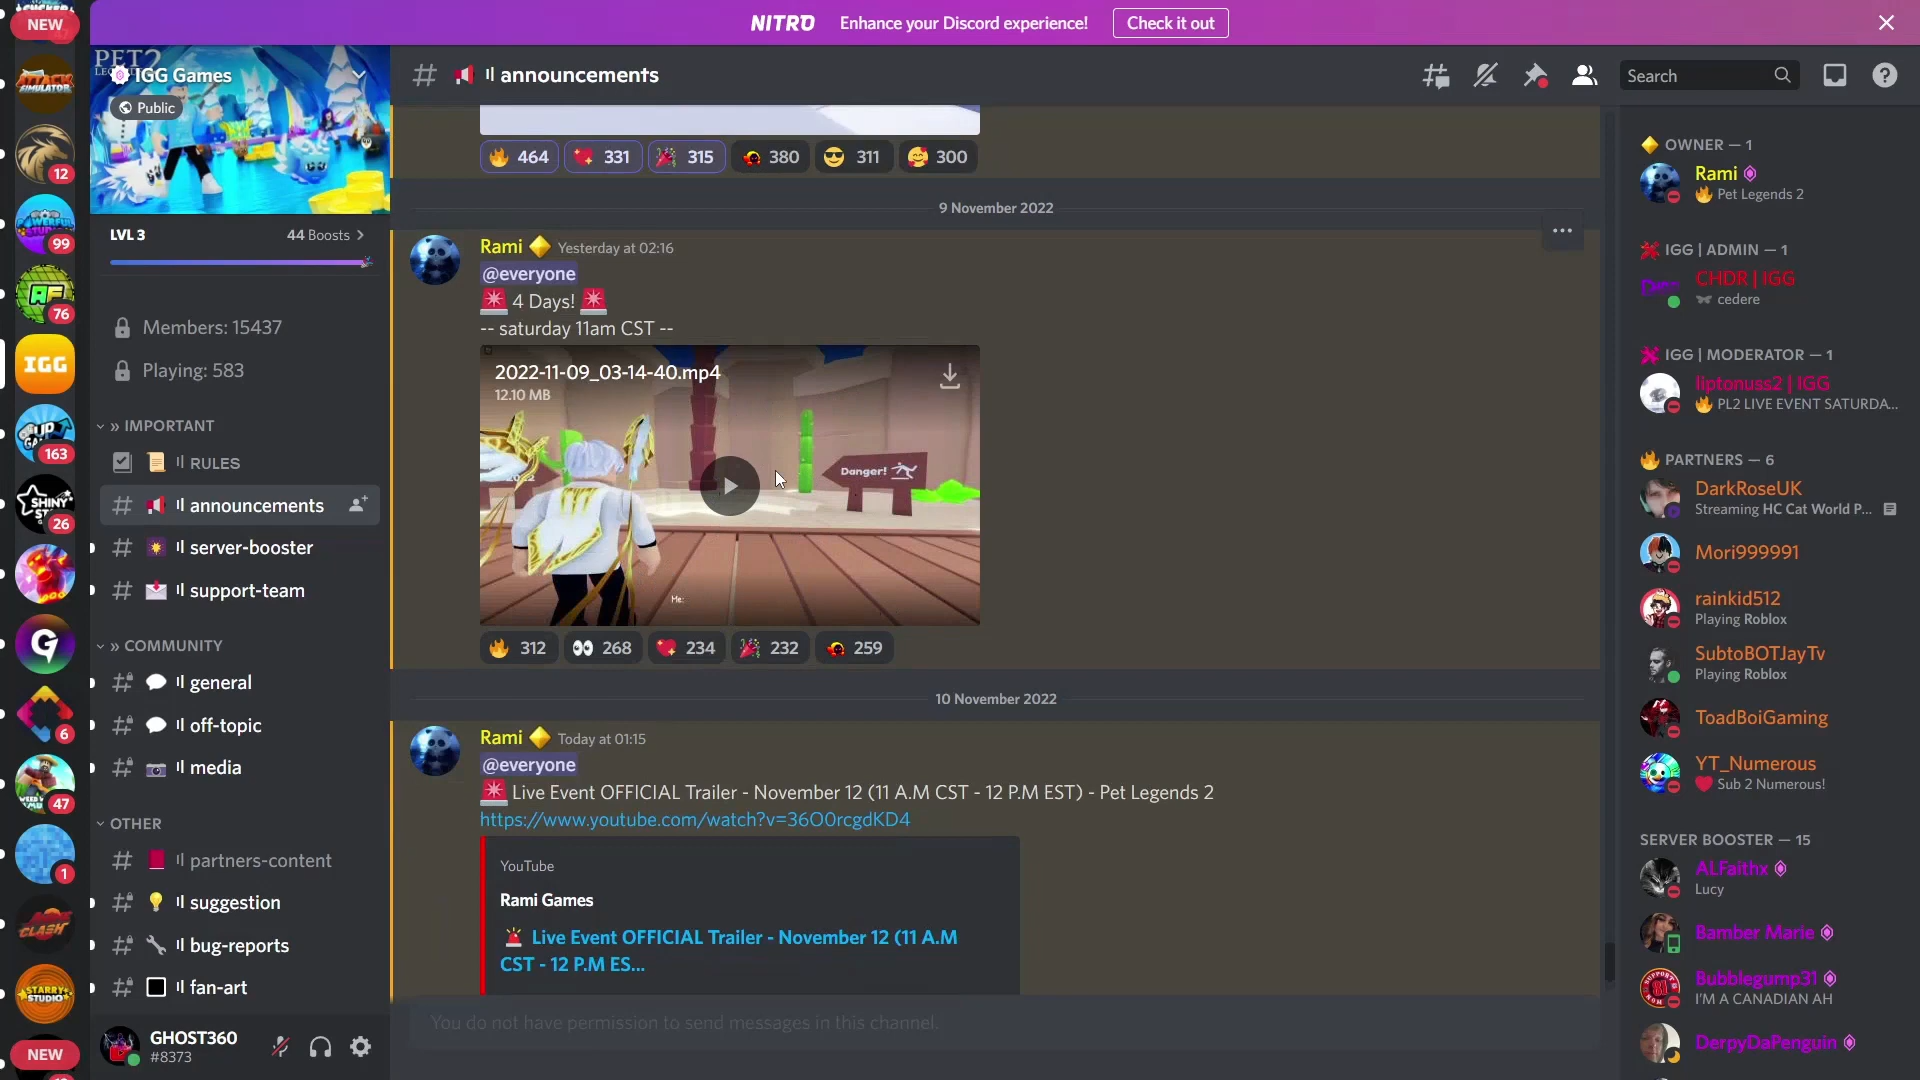 NITRO Enhance your Discord experience! Check it out
NEW
PET 2
IGG Games
Public
LVL 3 44 Boosts
Members: 15437
Playing: 583
» IMPORTANT
RULES
announcements
server-booster
support-team
» COMMUNITY
general
off-topic
media
OTHER
partners-content
suggestion
bug-reports
fan-art
GHOST360
#8373
ATTACK SIMULATOR
12
99
76
IGG
163
SHINY
26
6
47
1
CLASH
STARRY STUDIO
NEW
announcements
Search
464 331 315 380 311 300
9 November 2022
Rami Yesterday at 02:16
@everyone
4 Days!
-- saturday 11am CST --
2022-11-09_03-14-40.mp4
12.10 MB
Danger!
Me:
312 268 234 232 259
10 November 2022
Rami Today at 01:15
@everyone
Live Event OFFICIAL Trailer - November 12 (11 A.M CST - 12 P.M EST) - Pet Legends 2
https://www.youtube.com/watch?v=36O0rcgdKD4
YouTube
Rami Games
Live Event OFFICIAL Trailer - November 12 (11 A.M
CST - 12 P.M ES...
You do not have permission to send messages in this channel.
OWNER — 1
Rami
Pet Legends 2
IGG | ADMIN — 1
CHDR | IGG
cedere
IGG | MODERATOR — 1
liptonuss2 | IGG
PL2 LIVE EVENT SATURDA...
PARTNERS — 6
DarkRoseUK
Streaming HC Cat World P...
Mori999991
rainkid512
Playing Roblox
SubtoBOTJayTv
Playing Roblox
ToadBoiGaming
YT_Numerous
Sub 2 Numerous!
SERVER BOOSTER — 15
ALFaithx
Lucy
Bamber Marie
Bubblegump31
I'M A CANADIAN AH
DerpyDaPenguin